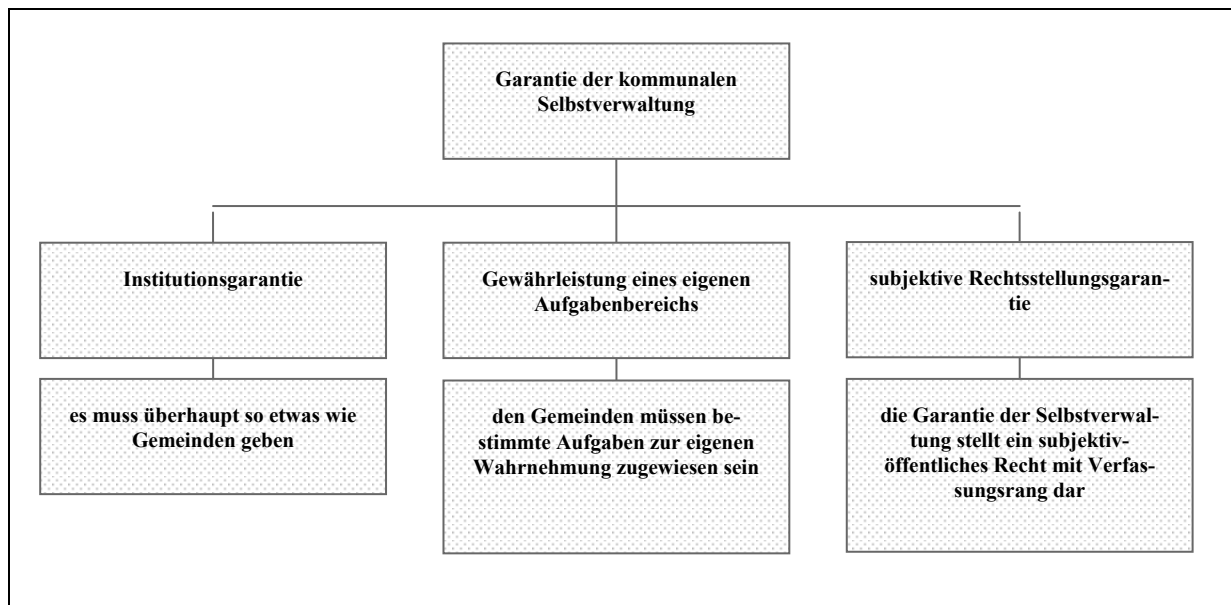 Garantie der kommunalen
Selbstverwaltung
Institutionsgarantie
Gewährleistung eines eigenen
Aufgabenbereichs
subjektive Rechtsstellungsgaran-
tie
es muss überhaupt so etwas wie
Gemeinden geben
den Gemeinden müssen be-
stimmte Aufgaben zur eigenen
Wahrnehmung zugewiesen sein
die Garantie der Selbstverwal-
tung stellt ein subjektiv-
öffentliches Recht mit Verfas-
sungsrang dar